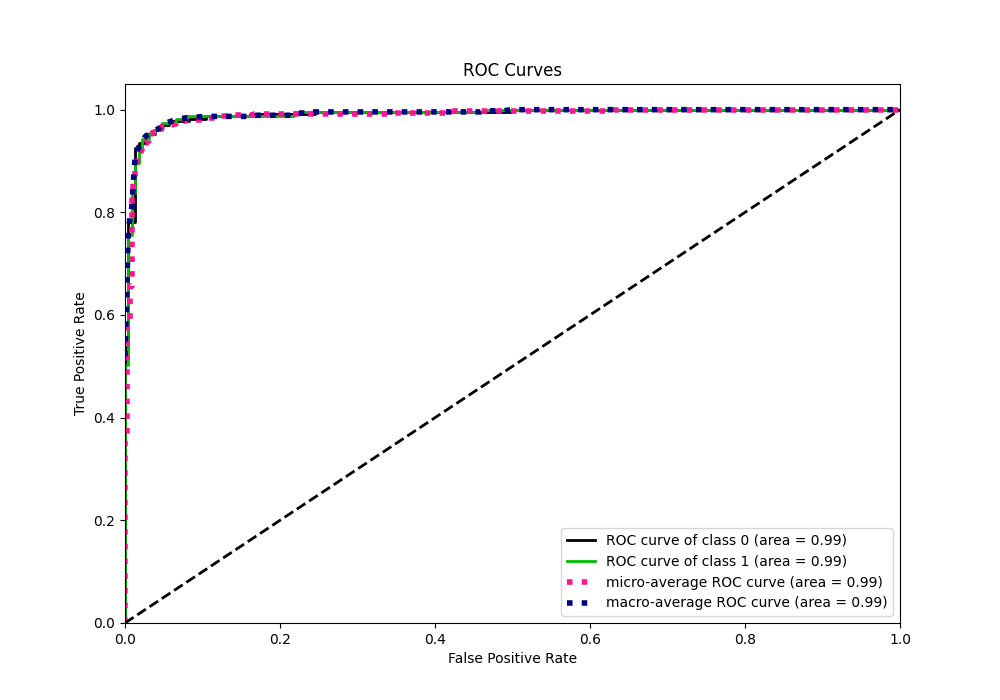 ROC Curves
True Positive Rate
1.0
0.8
0.6
0.4
0.2
0.0
0.0 0.2 0.4 0.6 0.8 1.0
False Positive Rate
ROC curve of class 0 (area = 0.99)
ROC curve of class 1 (area = 0.99)
micro-average ROC curve (area = 0.99)
macro-average ROC curve (area = 0.99)